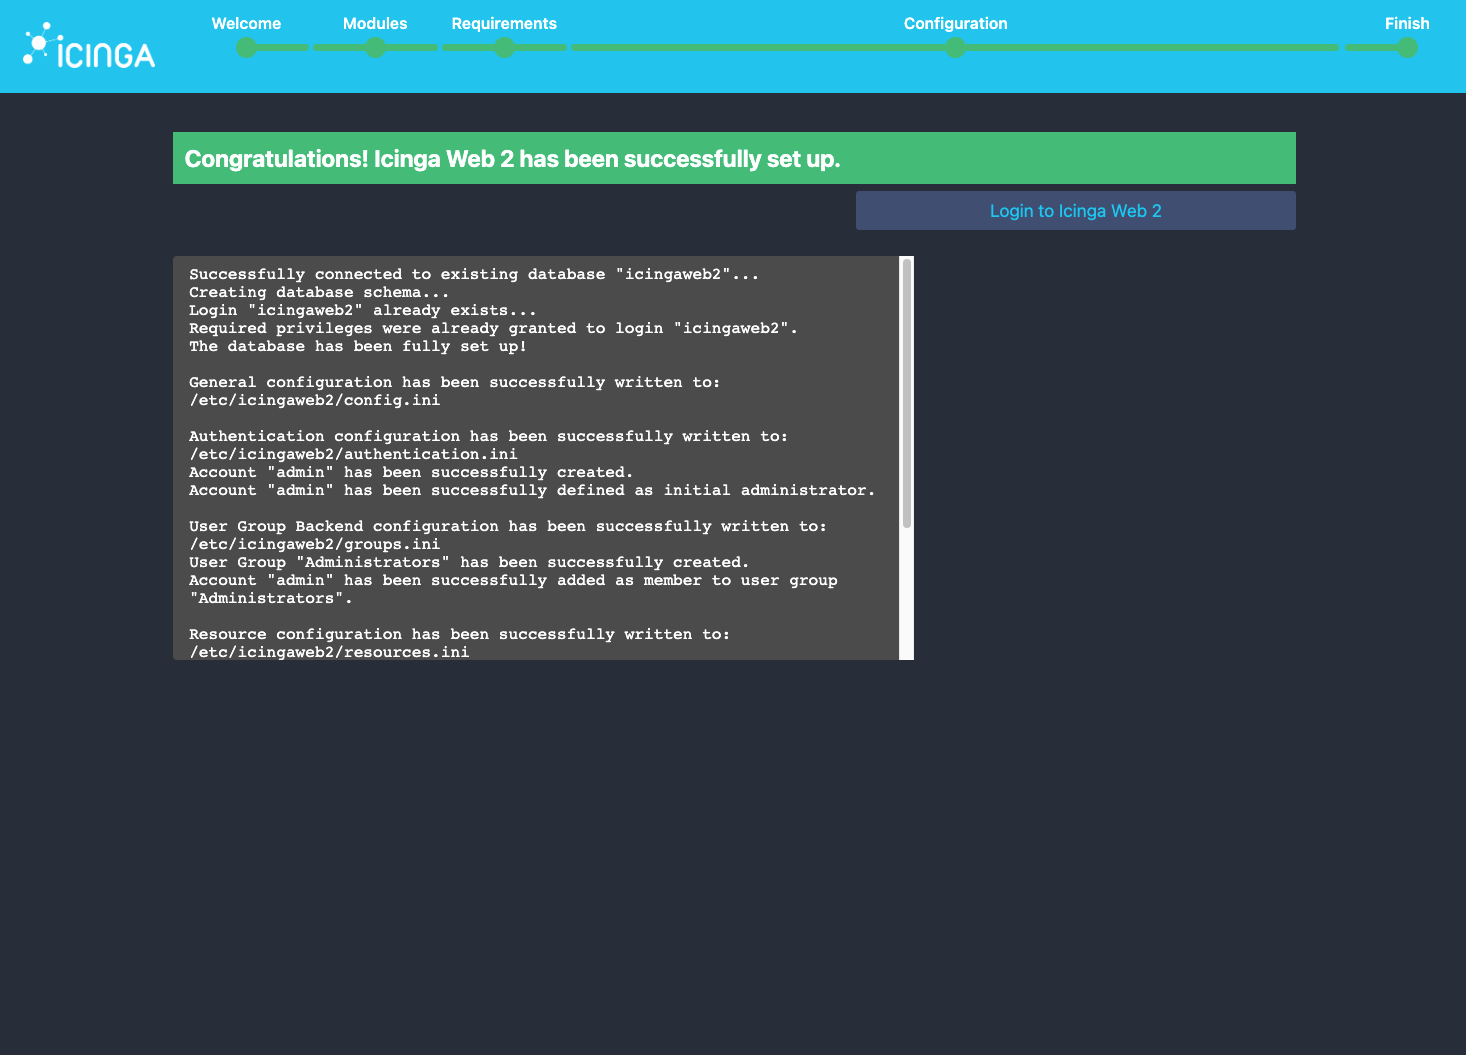 Welcome
Modules
Requirements
Configuration
Finish
ICINGA
Congratulations! Icinga Web 2 has been successfully set up.
Login to Icinga Web 2
Successfully connected to existing database "icingaweb2"...
Creating database schema...
Login "icingaweb2" already exists...
Required privileges were already granted to login "icingaweb2".
The database has been fully set up!
General configuration has been successfully written to:
/etc/icingaweb2/config.ini
Authentication configuration has been successfully written to:
/etc/icingaweb2/authentication.ini
Account "admin" has been successfully created.
Account "admin" has been successfully defined as initial administrator.
User Group Backend configuration has been successfully written to:
/etc/icingaweb2/groups.ini
User Group "Administrators" has been successfully created.
Account "admin" has been successfully added as member to user group
"Administrators".
Resource configuration has been successfully written to:
/etc/icingaweb2/resources.ini